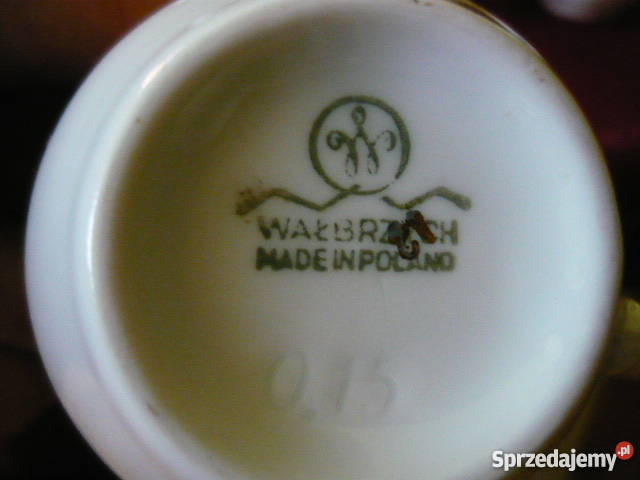 W
WAŁBRZYCH
MADE IN POLAND
0,15
Sprzedajemy.pl